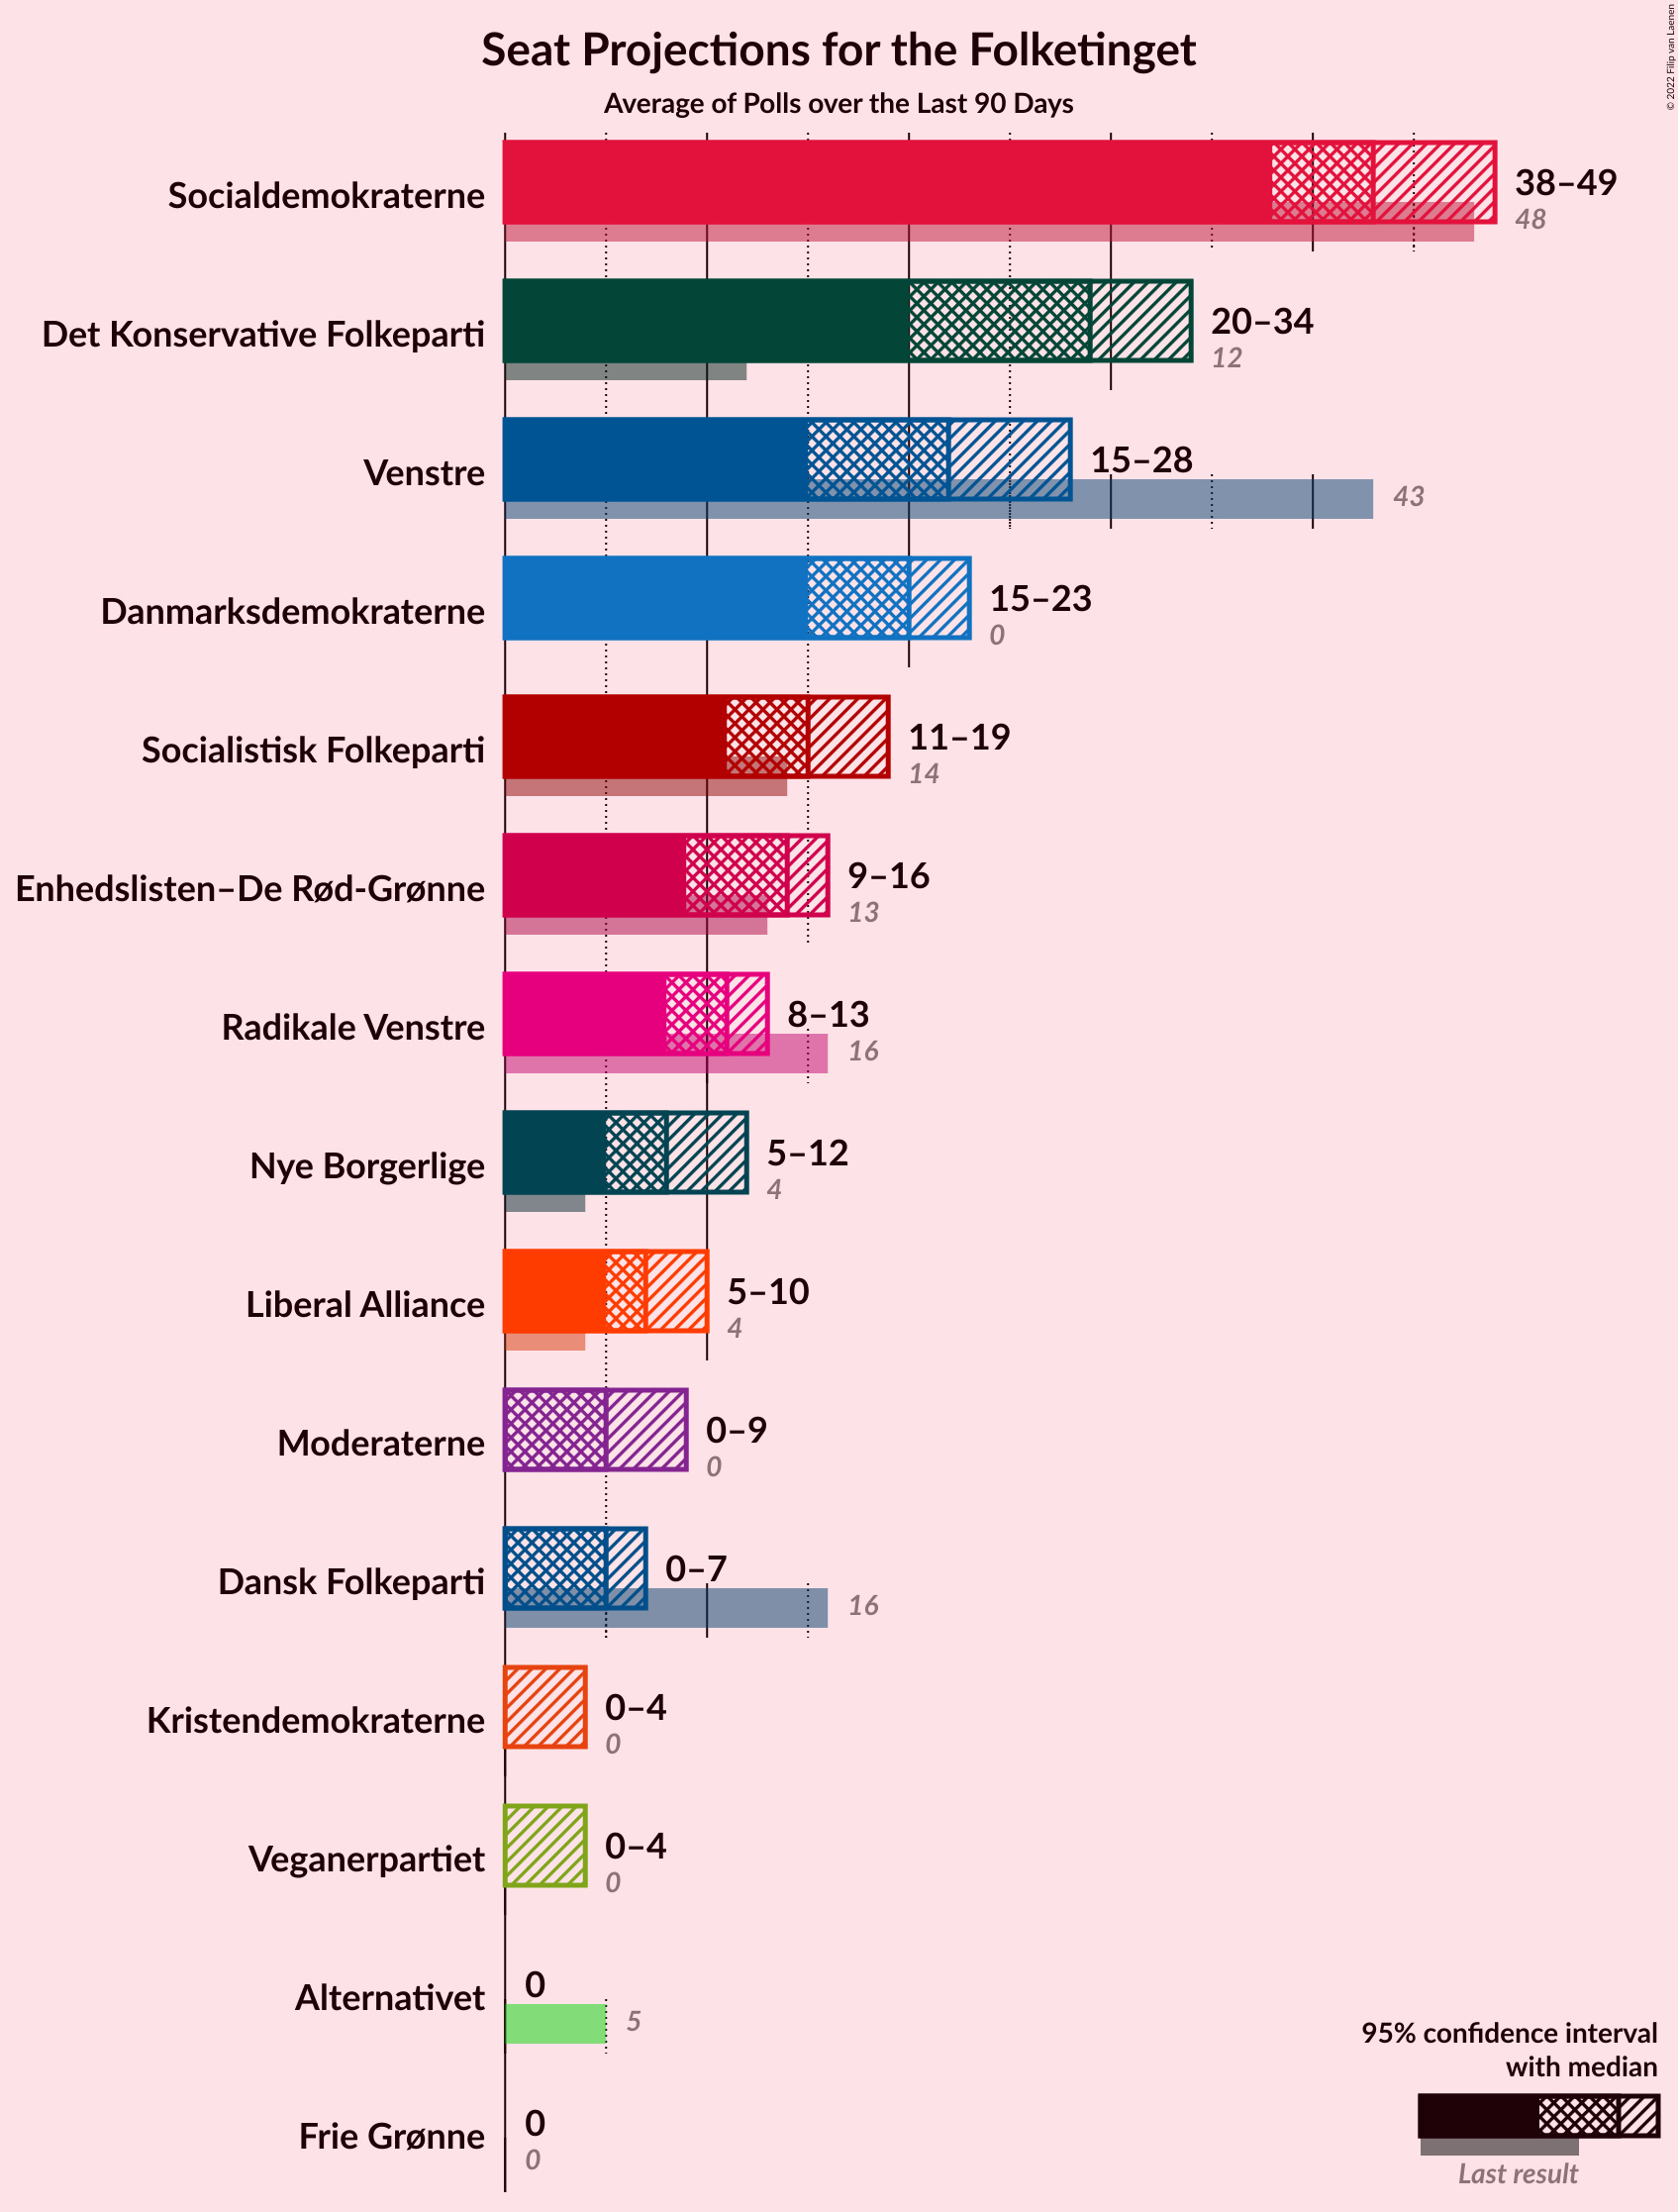 © 2022 Filip van Laenen
Seat Projections for the Folketinget
Average of Polls over the Last 90 Days
Socialdemokraterne
38–49
48
Det Konservative Folkeparti
20–34
12
Venstre
15–28
43
Danmarksdemokraterne
15–23
0
Socialistisk Folkeparti
11–19
14
Enhedslisten–De Rød-Grønne
9–16
13
Radikale Venstre
8–13
16
Nye Borgerlige
5–12
4
Liberal Alliance
5–10
4
Moderaterne
0–9
0
Dansk Folkeparti
0–7
16
Kristendemokraterne
0–4
0
Veganerpartiet
0–4
0
Alternativet
0
5
Frie Grønne
0
0
95% confidence interval
with median
Last result